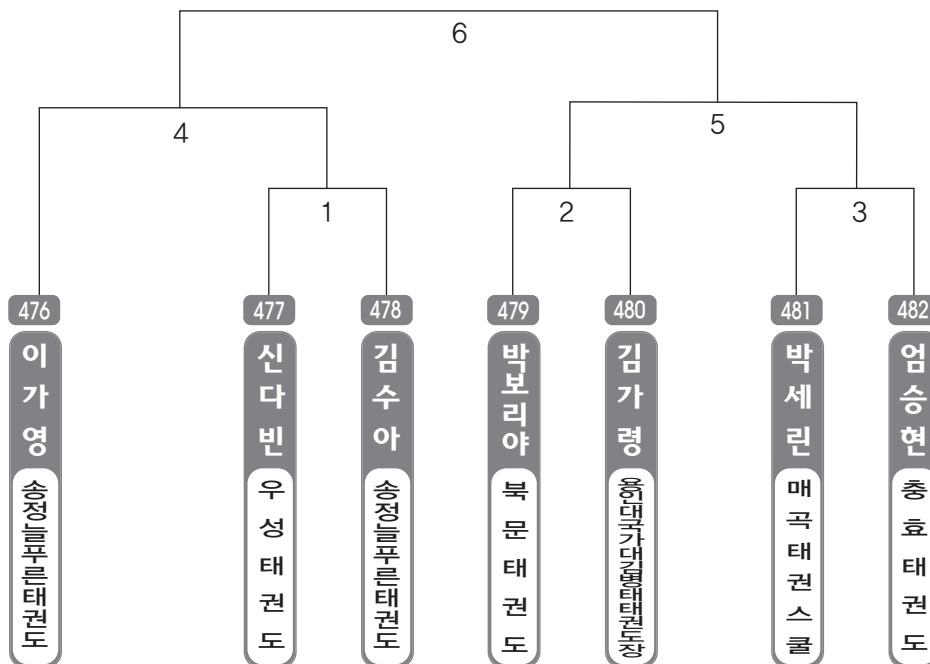 6
4
5
1
2
3
476
477
478
479
480
481
482
이가영
신다빈
김수아
박보리야
김가령
박세린
엄승현
송정늘푸른태권도
우성태권도
송정늘푸른태권도
북문태권도
용인대국가대김병태태권도장
매곡태권스쿨
충효태권도